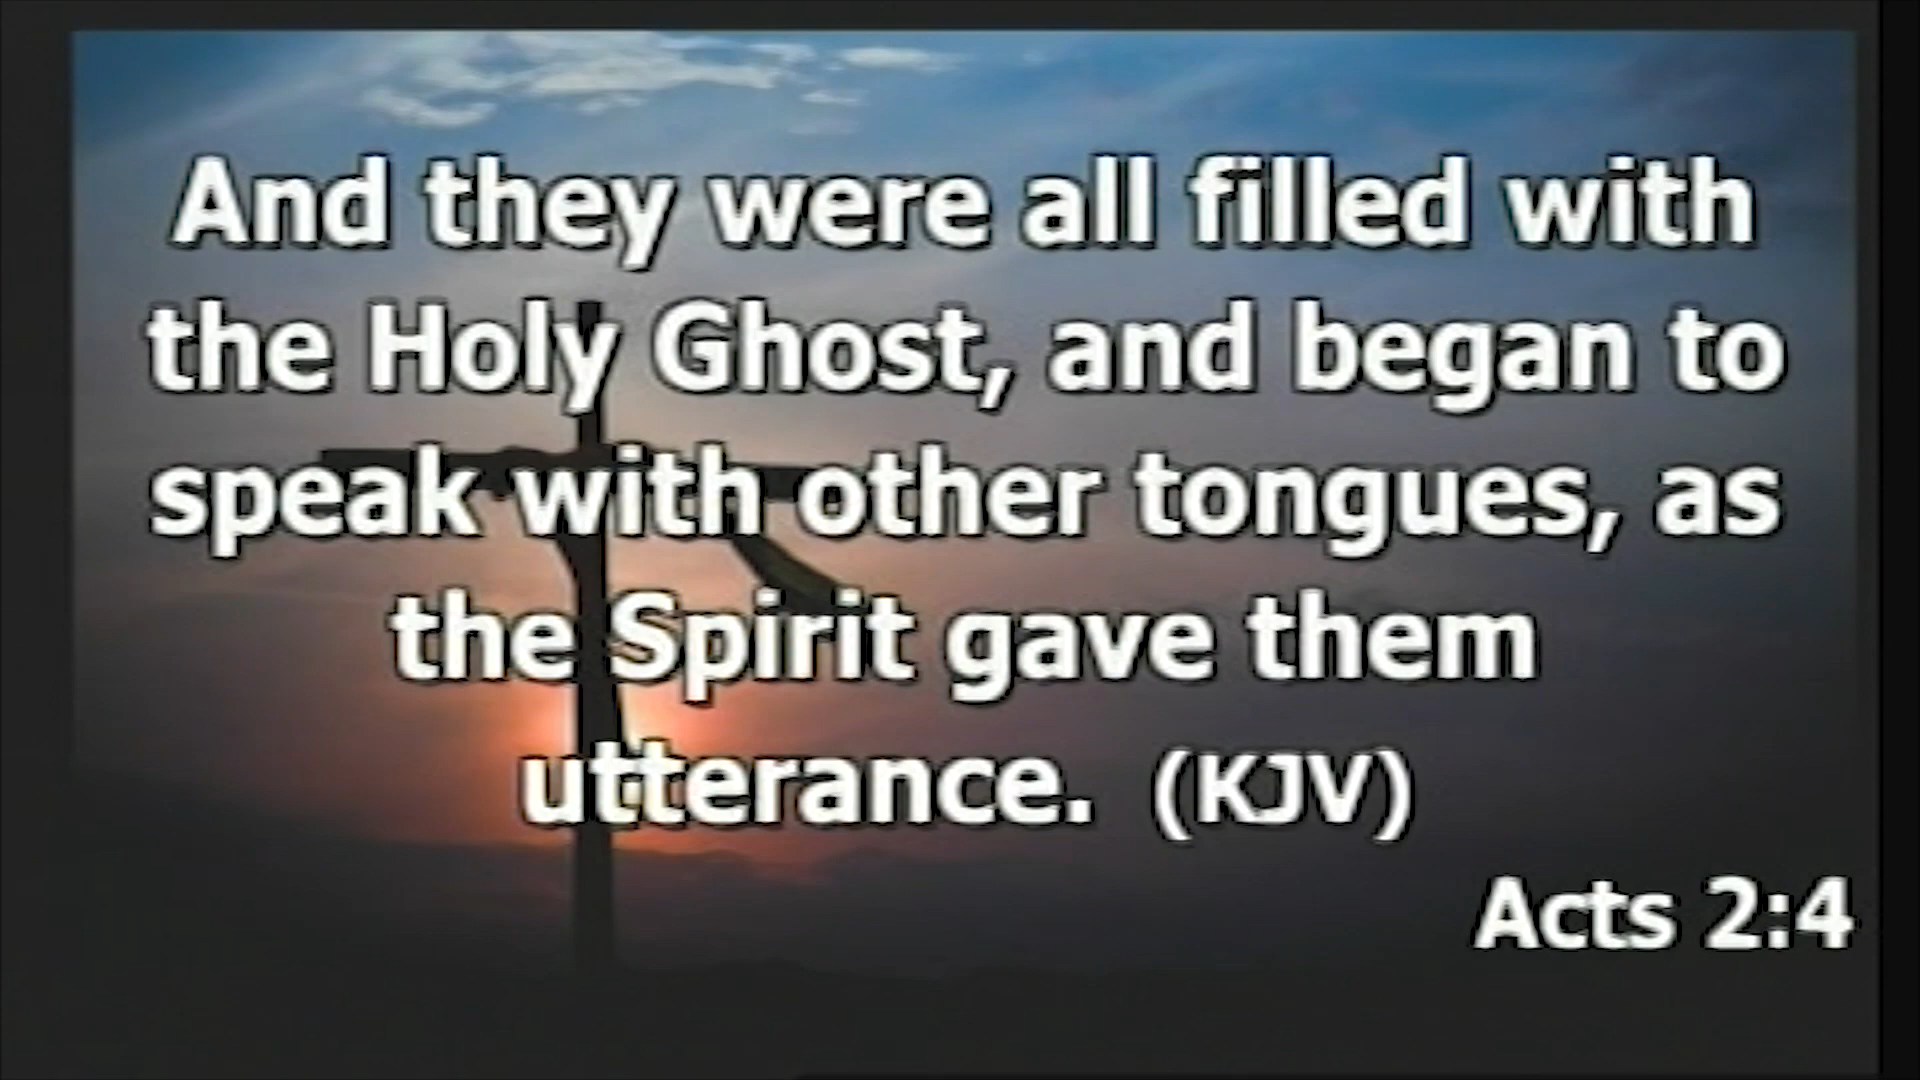 And they were all filled with
the Holy Ghost, and began to
speak with other tongues, as
the Spirit gave them
utterance. (KJV)
Acts 2:4